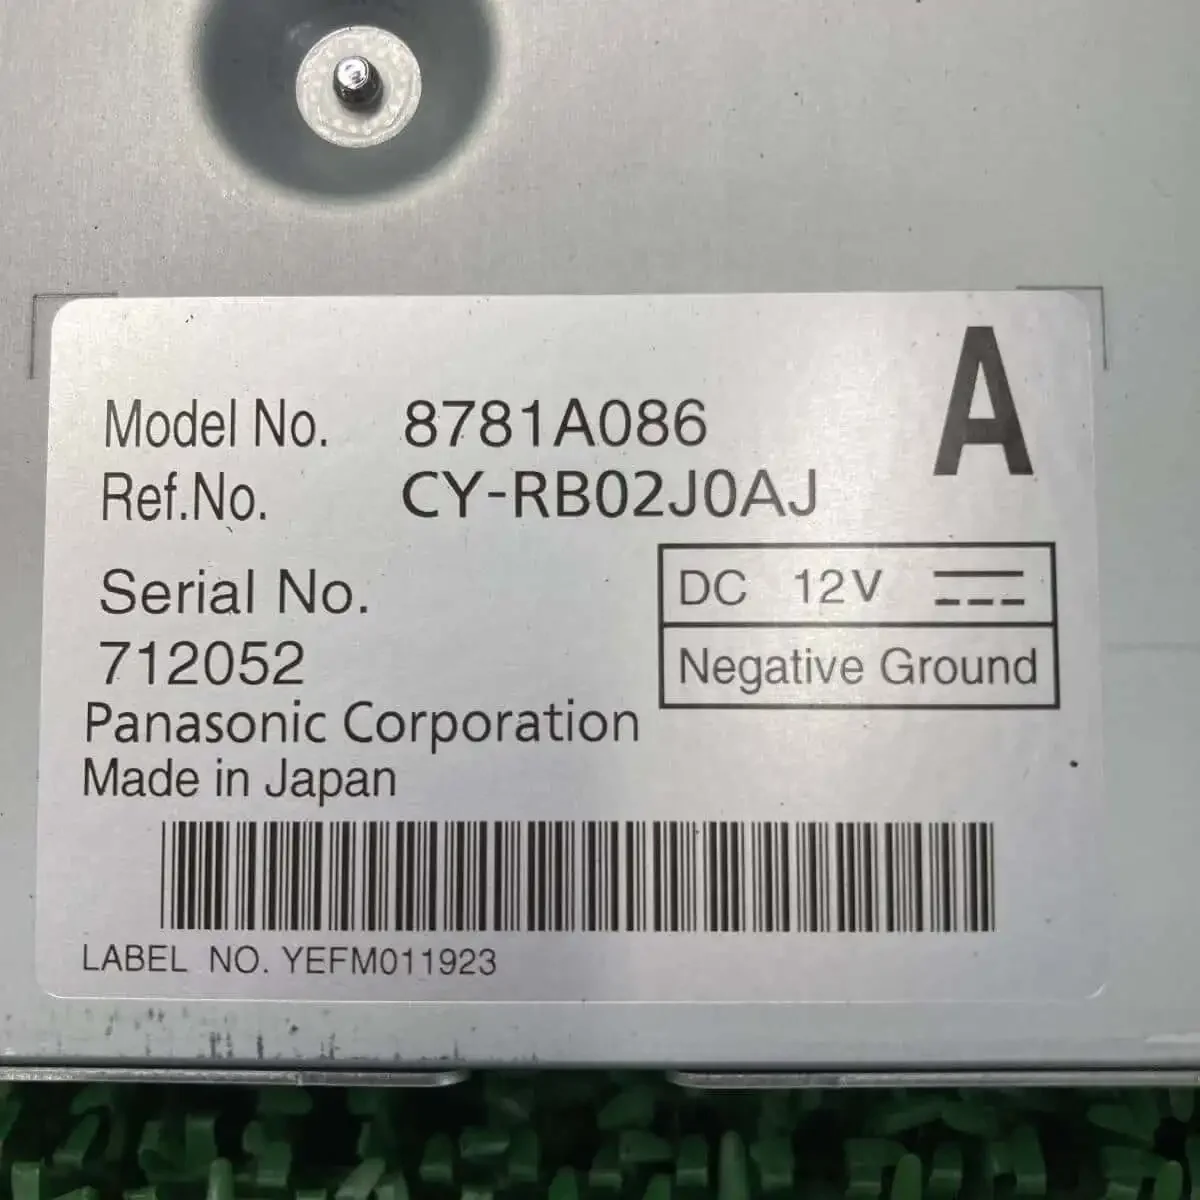 A
Model No. 8781A086
Ref.No. CY-RB02J0AJ
Serial No.
712052
DC 12V
Negative Ground
Panasonic Corporation
Made in Japan
LABEL NO. YEFM011923